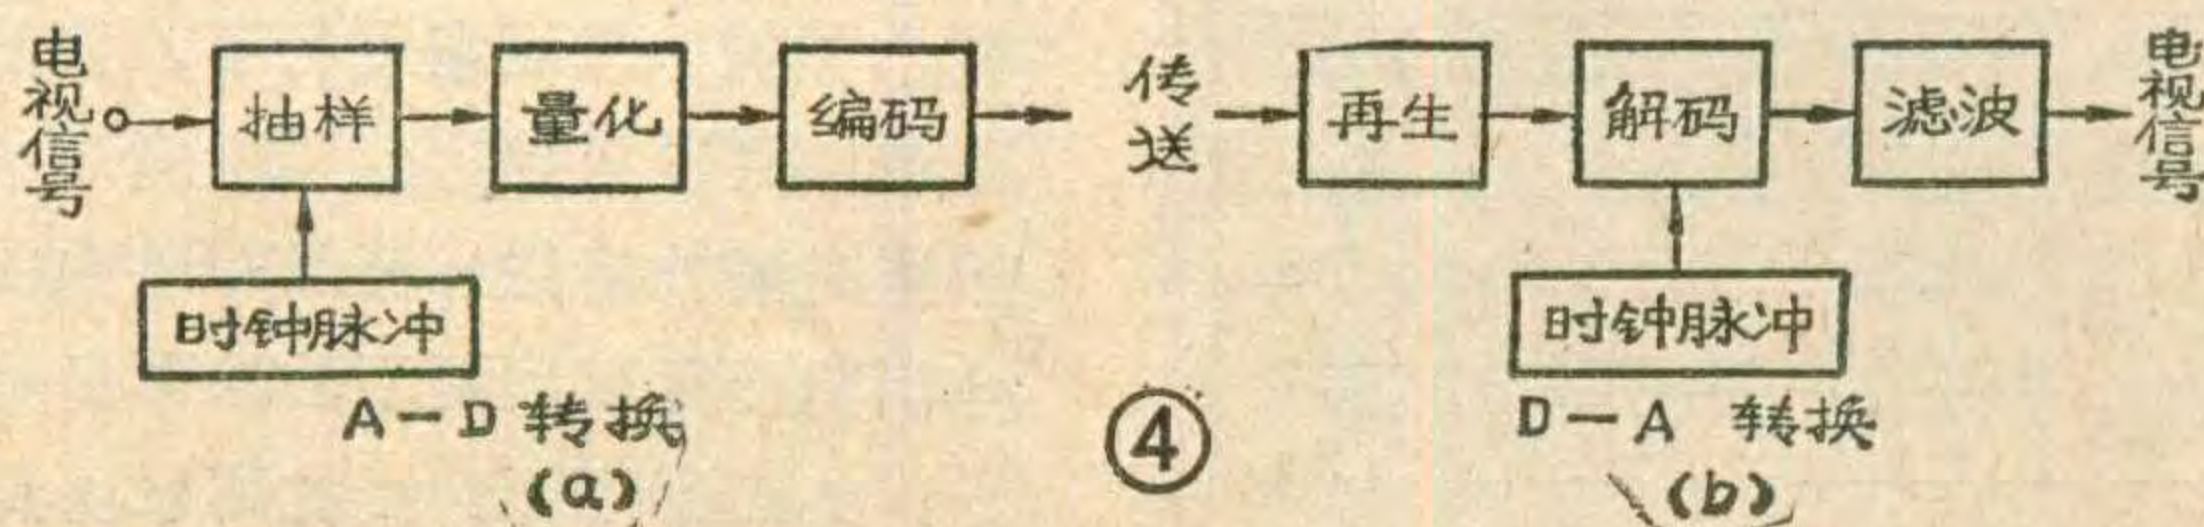 电视信号
抽样
量化
编码
传送
再生
解码
滤波
电视信号
时钟脉冲
时钟脉冲
A－D 转换
④
D－A 转换
(a)
(b)